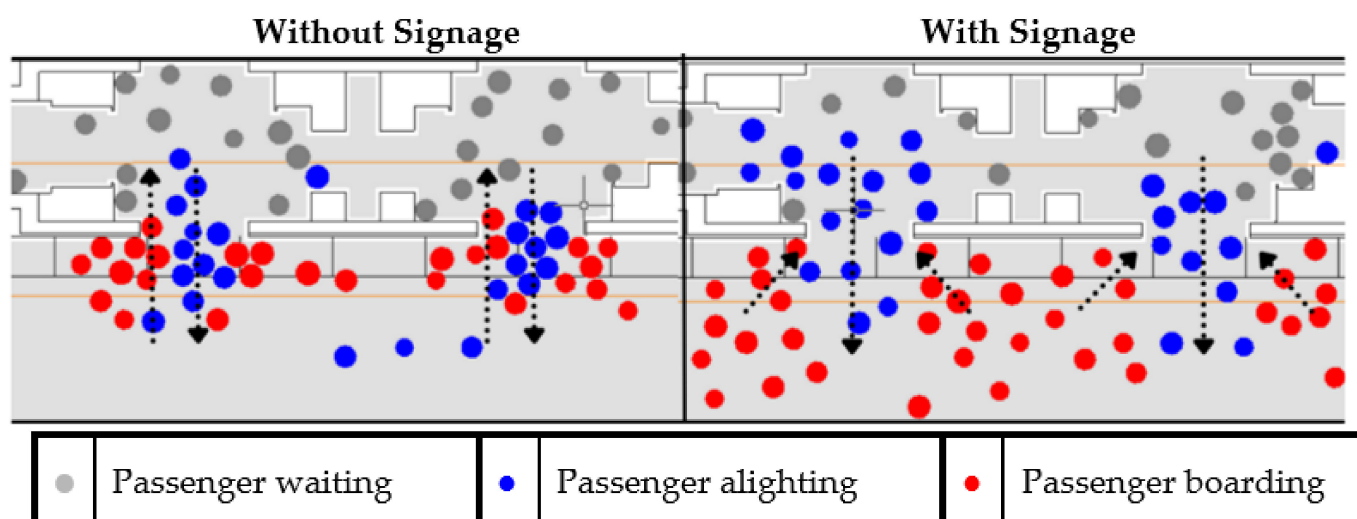 Without Signage
With Signage
Passenger waiting
Passenger alighting
Passenger boarding